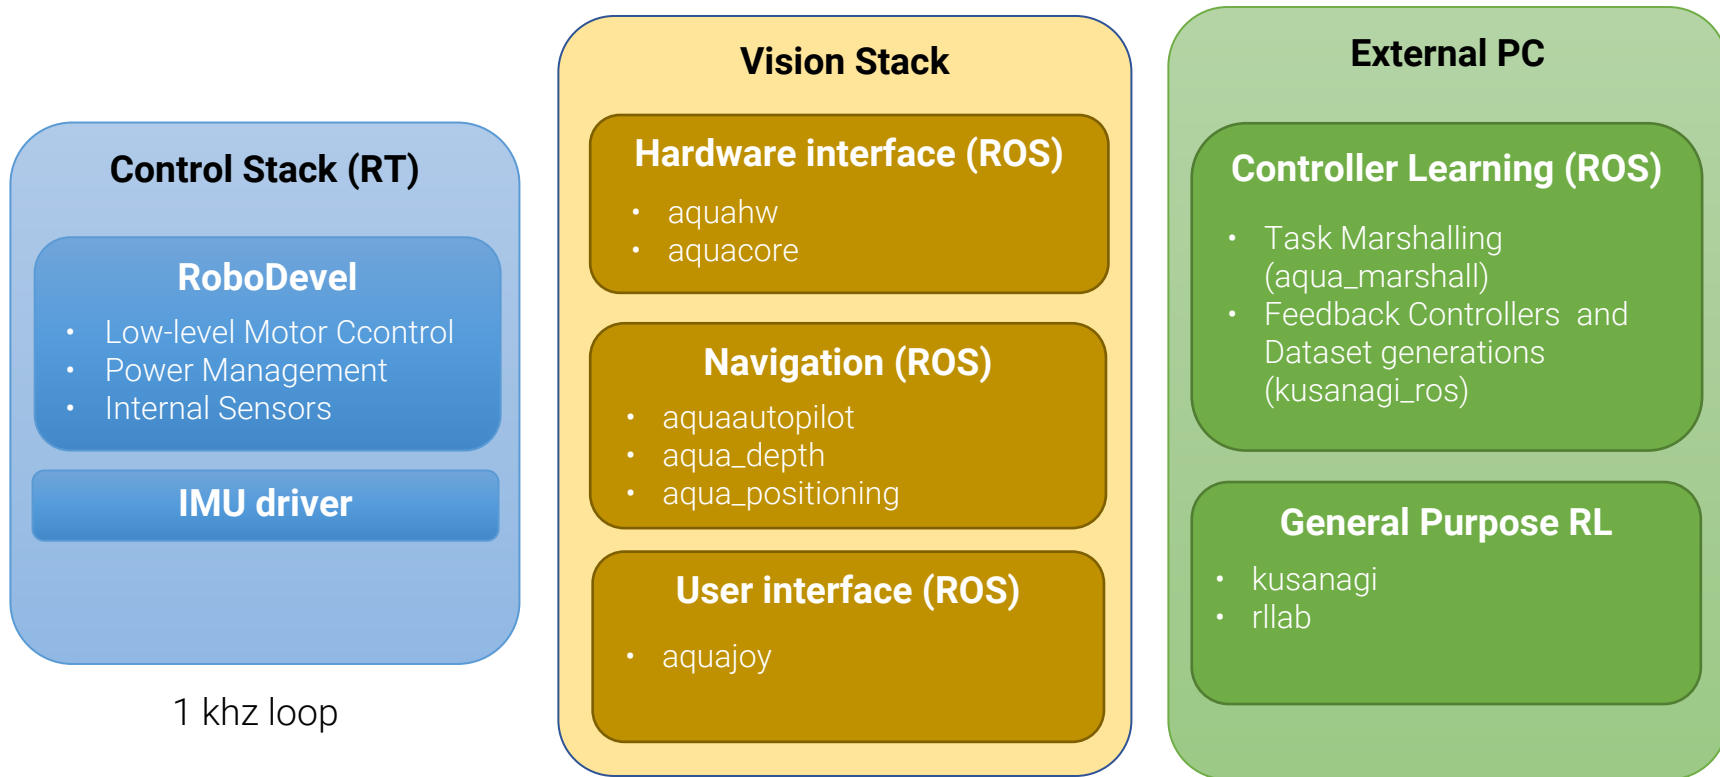 Control Stack (RT)
RoboDevel
• Low-level Motor Ccontrol
• Power Management
• Internal Sensors
IMU driver
1 khz loop
Vision Stack
Hardware interface (ROS)
• aquahw
• aquacore
Navigation (ROS)
• aquaautopilot
• aqua_depth
• aqua_positioning
User interface (ROS)
• aquajoy
External PC
Controller Learning (ROS)
• Task Marshalling
(aqua_marshall)
• Feedback Controllers and
Dataset generations
(kusanagi_ros)
General Purpose RL
• kusanagi
• rllab